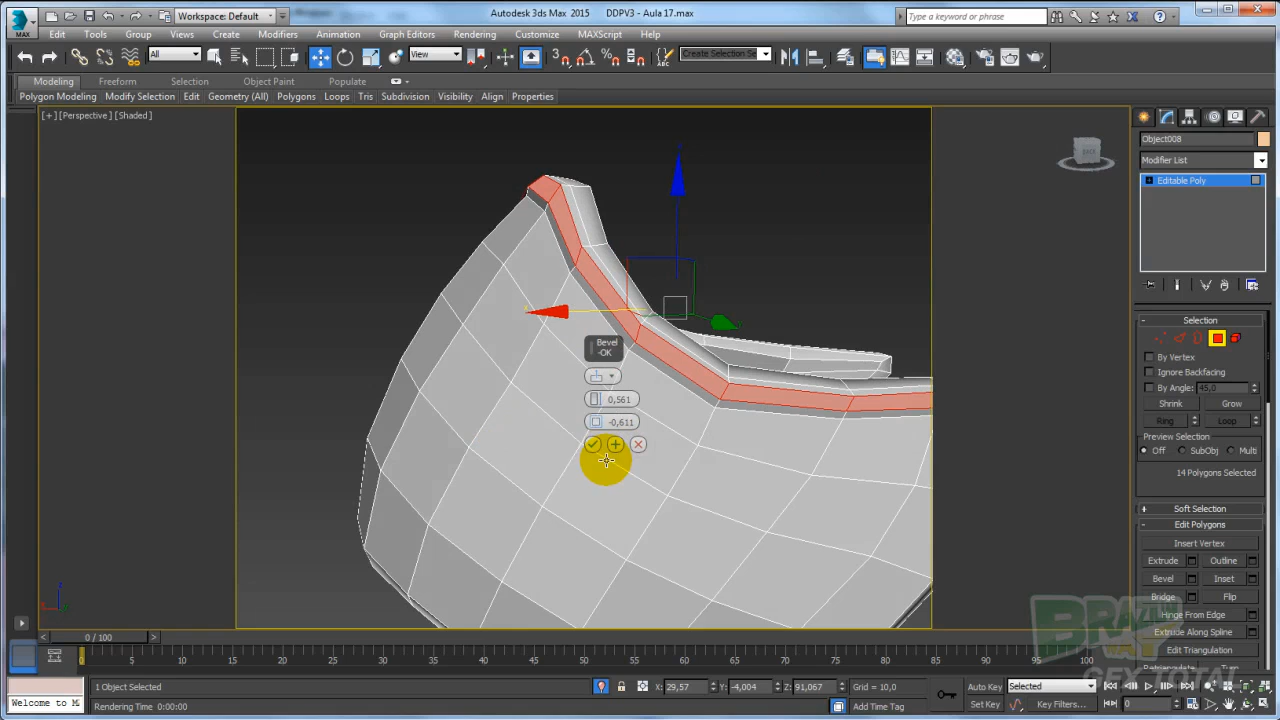 Workspace: Default
Autodesk 3ds Max 2015 DDPV3 - Aula 17.max
Type a keyword or phrase
MAX
Edit Tools Group Views Create Modifiers Animation Graph Editors Rendering Customize MAXScript Help
All
View
Create Selection Se
Modeling Freeform Selection Object Paint Populate
Polygon Modeling Modify Selection Edit Geometry (All) Polygons Loops Tris Subdivision Visibility Align Properties
[+] [Perspective] [Shaded]
Object008
Modifier List
Editable Poly
Selection
By Vertex
Ignore Backfacing
By Angle: 45,0
Shrink Grow
Ring Loop
Preview Selection
Off SubObj Multi
14 Polygons Selected
Soft Selection
Edit Polygons
Insert Vertex
Extrude Outline
Bevel Inset
Bridge Flip
Hinge From Edge
Extrude Along Spline
Edit Triangulation
Retriangulate Turn
Bevel
-OK
0,561
-0,611
GFX TOTAL
0 / 100
0 5 10 15 20 25 30 35 40 45 50 55 60 65 70 75 80 85 90 95 100
1 Object Selected
X: 29,57 Y: -4,004 Z: 91,067 Grid = 10,0
Auto Key Selected
Welcome to M
Rendering Time 0:00:00
Add Time Tag
Set Key Key Filters...
0